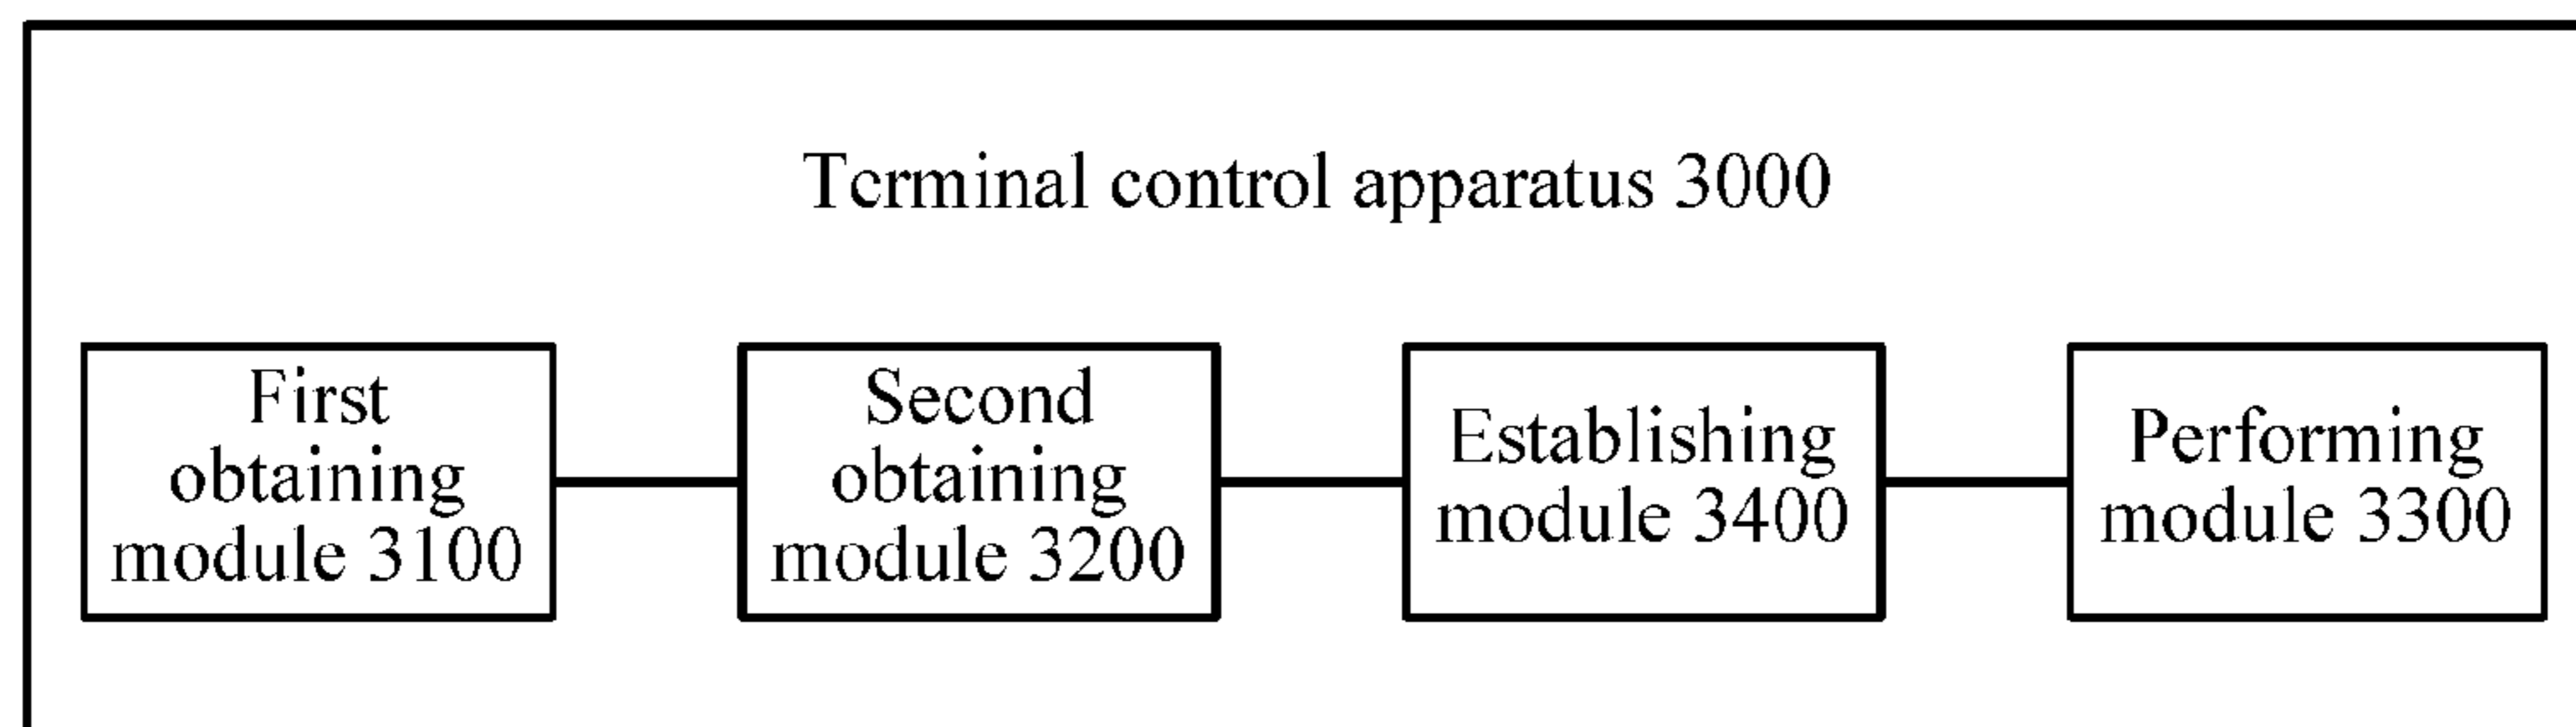 Terminal control apparatus 3000
First
obtaining
module 3100
Second
obtaining
module 3200
Establishing
module 3400
Performing
module 3300